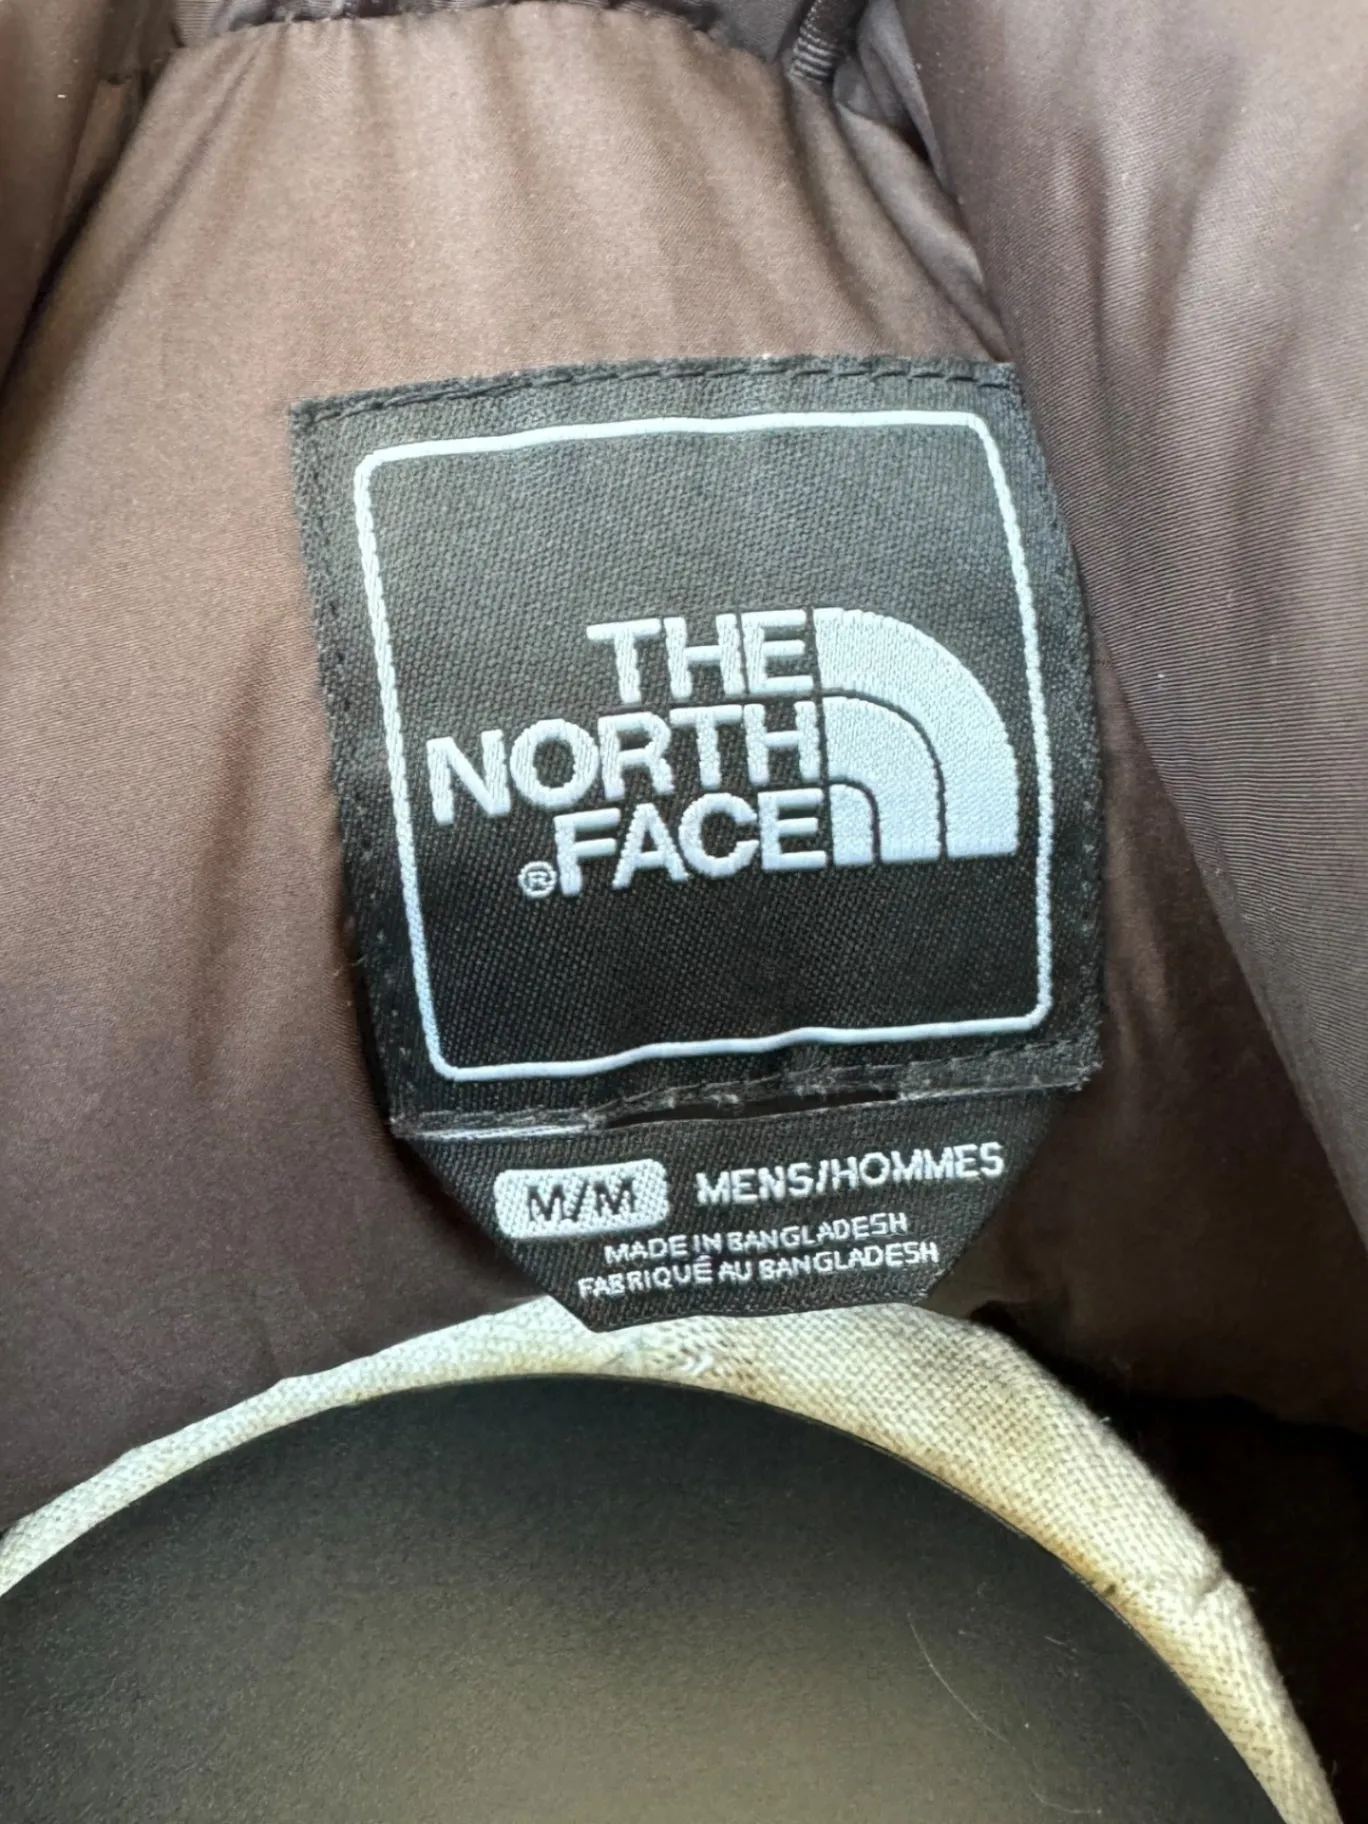 THE
NORTH
®FACE
M/M MENS/HOMMES
MADE IN BANGLADESH
FABRIQUÉ AU BANGLADESH